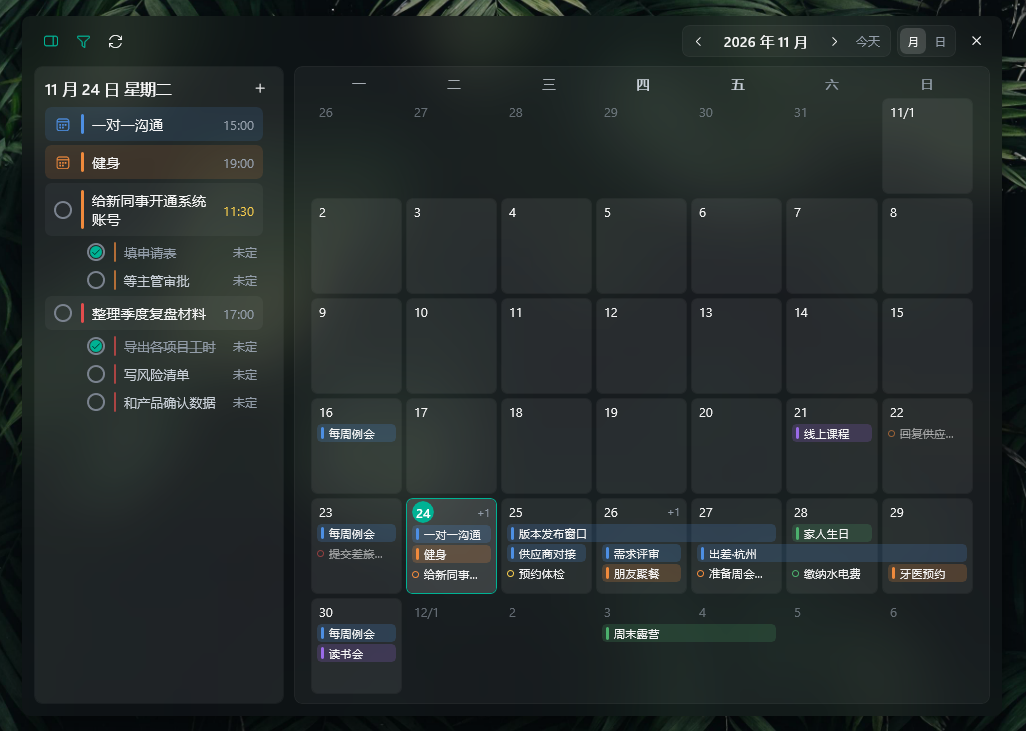 2026 年 11 月
今天
月
日
11 月 24 日 星期二
+
一对一沟通 15:00
健身 19:00
给新同事开通系统
账号
11:30
填申请表 未定
等主管审批 未定
整理季度复盘材料 17:00
导出各项目工时 未定
写风险清单 未定
和产品确认数据 未定
一 二 三 四 五 六 日
26 27 28 29 30 31 11/1
2 3 4 5 6 7 8
9 10 11 12 13 14 15
16 17 18 19 20 21 22
每周例会 线上课程 回复供应...
23 24 +1 25 26 +1 27 28 29
每周例会 一对一沟通 版本发布窗口 家人生日
提交差旅... 健身 供应商对接 需求评审 出差-杭州
给新同事... 预约体检 朋友聚餐 准备周会... 缴纳水电费 牙医预约
30 12/1 2 3 4 5 6
每周例会 周末露营
读书会